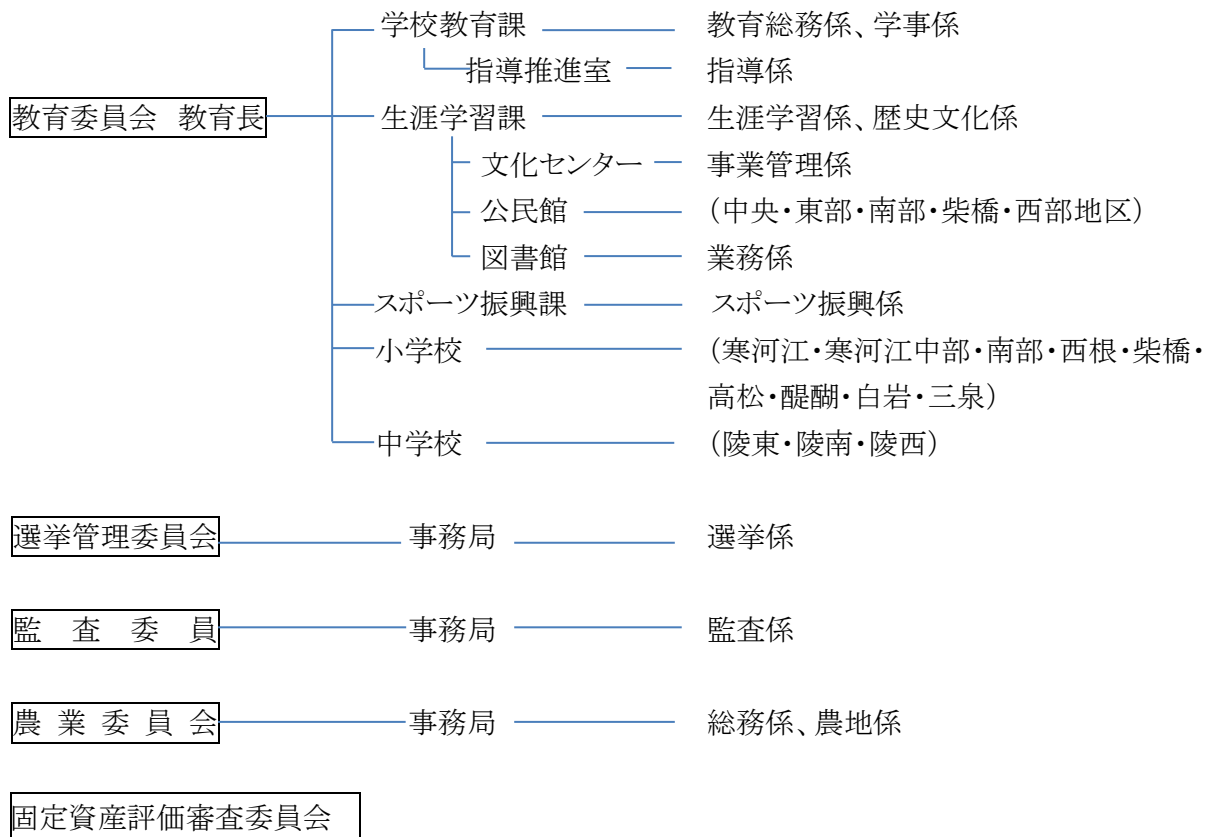 学校教育課 教育総務係、学事係
指導推進室 指導係
教育委員会 教育長 生涯学習課 生涯学習係、歴史文化係
文化センター 事業管理係
公民館 (中央・東部・南部・柴橋・西部地区)
図書館 業務係
スポーツ振興課 スポーツ振興係
小学校 (寒河江・寒河江中部・南部・西根・柴橋・
高松・醍醐・白岩・三泉)
中学校 (陵東・陵南・陵西)
選挙管理委員会 事務局 選挙係
監査委員 事務局 監査係
農業委員会 事務局 総務係、農地係
固定資産評価審査委員会